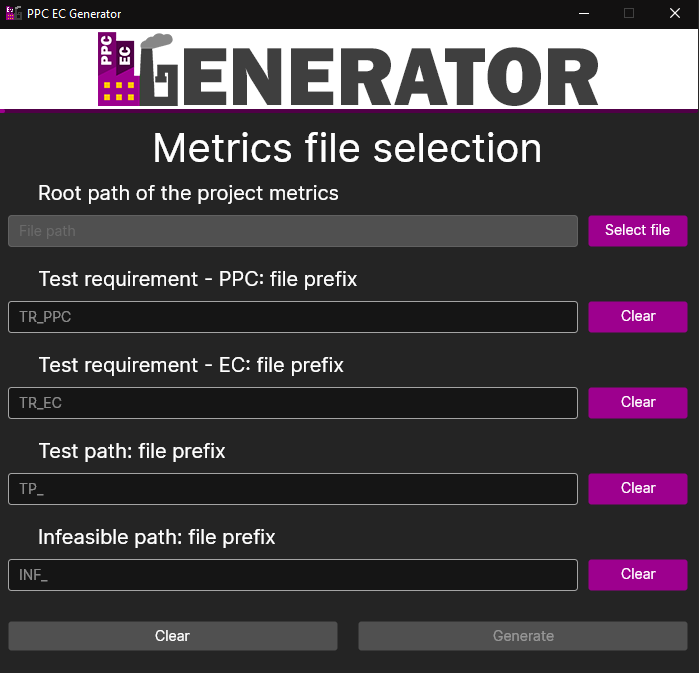 PPC EC Generator
PPC EC GENERATOR
Metrics file selection
Root path of the project metrics
File path
Select file
Test requirement - PPC: file prefix
TR_PPC
Clear
Test requirement - EC: file prefix
TR_EC
Clear
Test path: file prefix
TP_
Clear
Infeasible path: file prefix
INF_
Clear
Clear
Generate